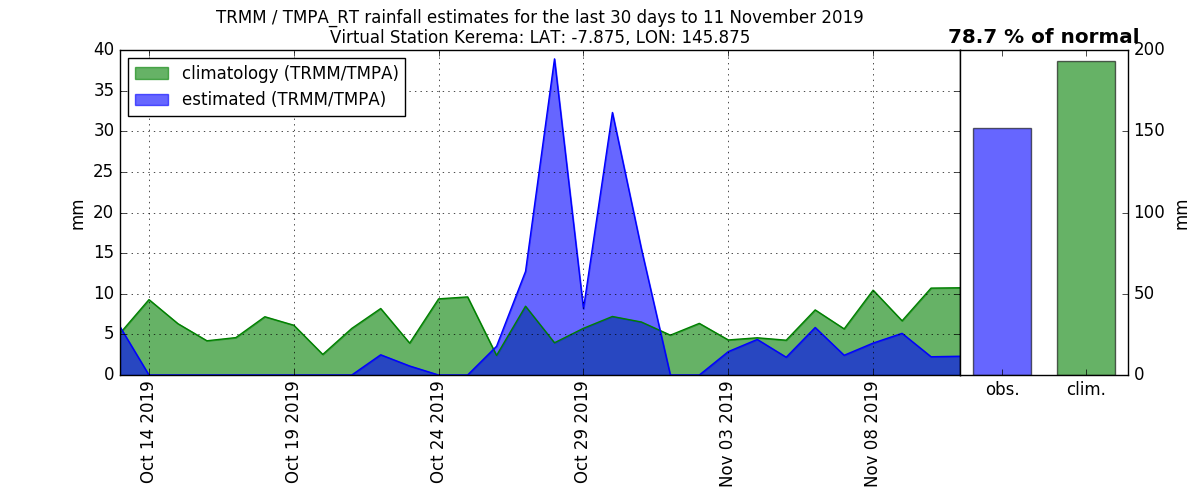 TRMM / TMPA_RT rainfall estimates for the last 30 days to 11 November 2019
Virtual Station Kerema: LAT: -7.875, LON: 145.875
78.7 % of normal
climatology (TRMM/TMPA)
estimated (TRMM/TMPA)
40
35
30
25
20
15
10
5
0
mm
Oct 14 2019
Oct 19 2019
Oct 24 2019
Oct 29 2019
Nov 03 2019
Nov 08 2019
obs.
clim.
200
150
100
50
0
mm